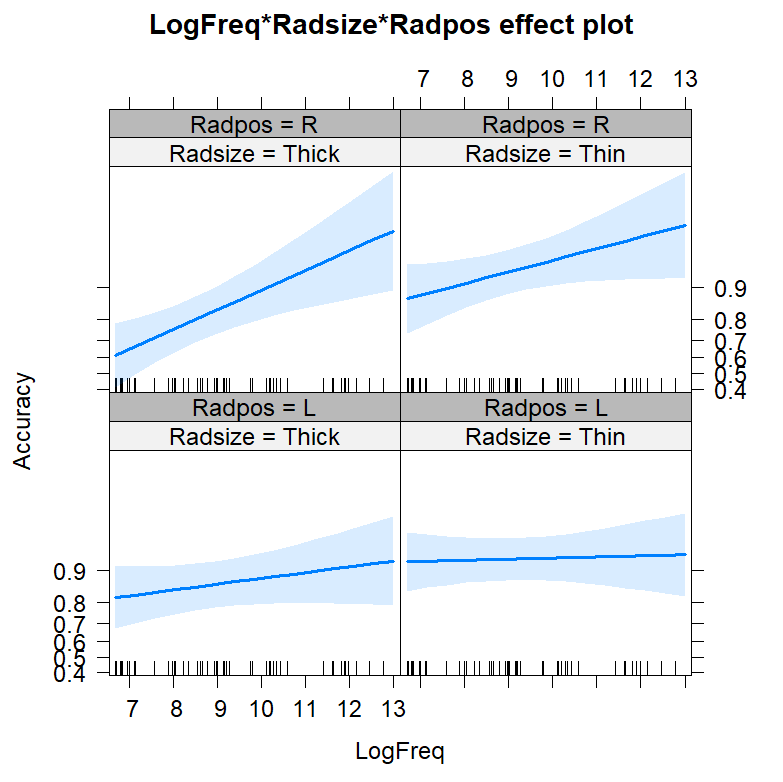 LogFreq*Radsize*Radpos effect plot
7 8 9 10 11 12 13
Radpos = R Radpos = R
Radsize = Thick Radsize = Thin
0.9
0.8
0.7
0.6
0.5
0.4
Radpos = L Radpos = L
Radsize = Thick Radsize = Thin
Accuracy
0.9
0.8
0.7
0.6
0.5
0.4
7 8 9 10 11 12 13
LogFreq